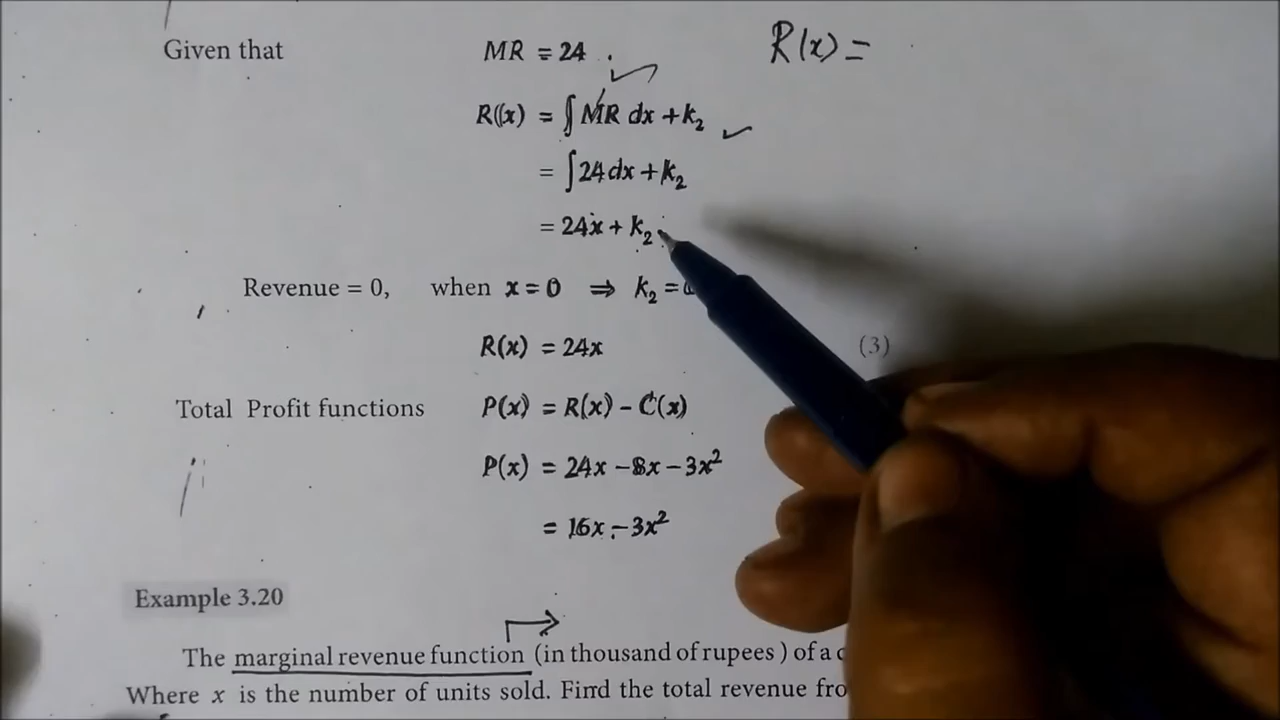 Given that MR = 24 R(x) =
R(x) = ∫ MR dx + k₂
= ∫ 24 dx + k₂
= 24x + k₂
Revenue = 0, when x = 0 ⇒ k₂ =
R(x) = 24x (3)
Total Profit functions P(x) = R(x) − C(x)
P(x) = 24x − 8x − 3x²
= 16x − 3x²
Example 3.20
The marginal revenue function (in thousand of rupees ) of a
Where x is the number of units sold. Find the total revenue